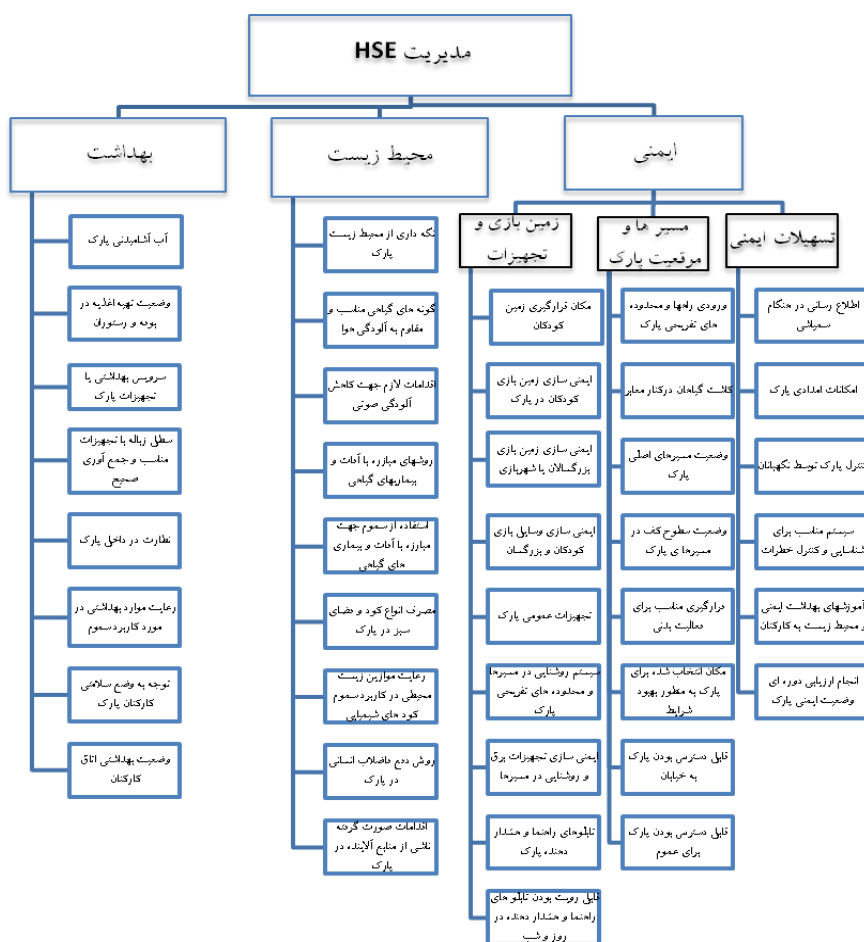 مدیریت HSE
ایمنی
محیط زیست
بهداشت
تسهیلات ایمنی
مسیر ها و
موقعیت پارک
زمین بازی و
تجهیزات
اطلاع رسانی در هنگام
سمپاشی
امکانات امدادی پارک
کنترل پارک توسط نگهبانان
سیستم مناسب برای
شناسایی و کنترل خطرات
آموزشهای بهداشت ایمنی
و محیط زیست به کارکنان
انجام ارزیابی دوره ای
وضعیت ایمنی پارک
ورودی راهها و محدوده
های تفریحی پارک
کاشت گیاهان درکنار معابر
وضعیت مسیرهای اصلی
پارک
وضعیت سطوح کف در
مسیرها ی پارک
قرارگیری مناسب برای
فعالیت بدنی
مکان انتخاب شده برای
پارک به منظور بهبود
شرایط
قابل دسترس بودن پارک
به خیابان
قابل دسترس بودن پارک
برای عموم
مکان قرارگیری زمین
کودکان
ایمنی سازی زمین بازی
کودکان در پارک
ایمنی سازی زمین بازی
بزرگسالان یا شهربازی
ایمنی سازی وسایل بازی
کودکان و بزرگسان
تجهیزات عمومی پارک
سیستم روشنایی در مسیرها
و محدوده های تفریحی
پارک
ایمنی سازی تجهیزات برق
و روشنایی در مسیرها
تابلوهای راهنما و هشدار
دهنده پارک
قابل رویت بودن تابلو های
راهنما و هشدار دهنده در
روز و شب
نگه داری از محیط زیست
پارک
گونه های گیاهی مناسب و
مقاوم به آلودگی هوا
اقدامات لازم جهت کاهش
آلودگی صوتی
روشهای مبارزه با آفات و
بیماریهای گیاهی
استفاده از سموم جهت
مبارزه با آفات و بیماری
های گیاهی
مصرف انواع کود و فضای
سبز در پارک
رعایت موازین زیست
محیطی در کاربرد سموم
کود های شیمیایی
روش دفع فاضلاب انسانی
در پارک
اقدامات صورت گرفته
ناشی از منابع آلاینده در
پارک
آب آشامیدنی پارک
وضعیت تهیه اغذیه در
بوفه و رستوران
سرویس بهداشتی یا
تجهیزات پارک
سطل زباله با تجهیزات
مناسب و جمع آوری
صحیح
نظارت در داخل پارک
رعایت موارد بهداشتی در
مورد کاربرد سموم
توجه به وضع سلامتی
کارکنان پارک
وضعیت بهداشتی اتاق
کارکنان